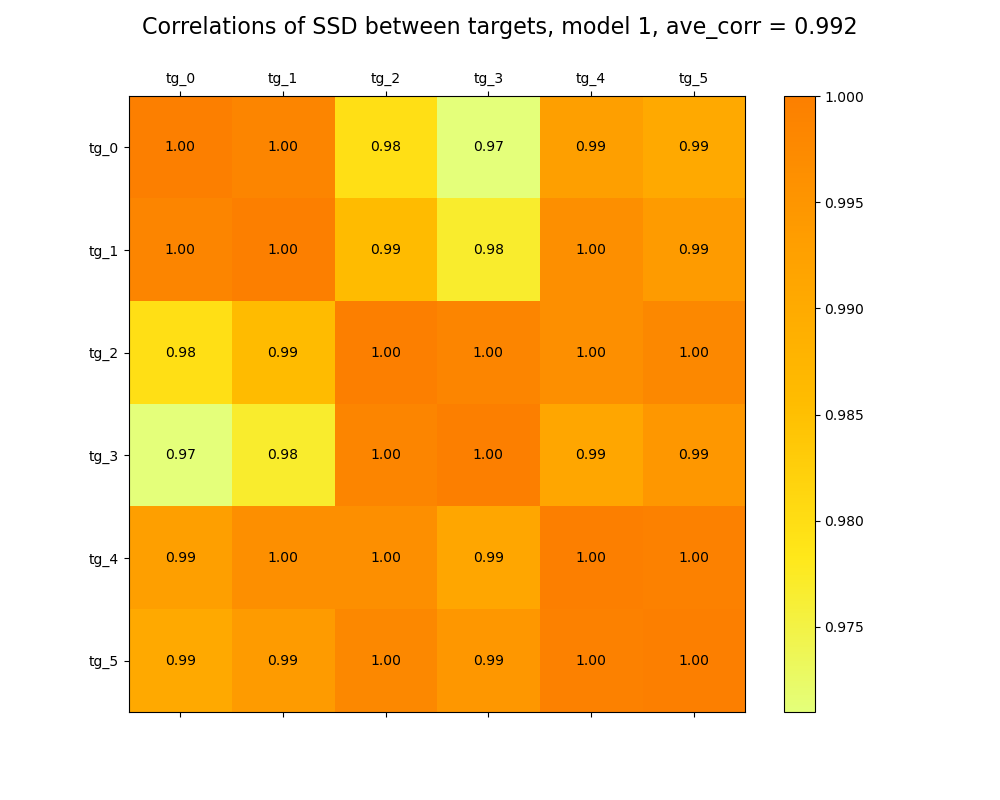 Correlations of SSD between targets, model 1, ave_corr = 0.992
tg_0 tg_1 tg_2 tg_3 tg_4 tg_5
tg_0 1.00 1.00 0.98 0.97 0.99 0.99
tg_1 1.00 1.00 0.99 0.98 1.00 0.99
tg_2 0.98 0.99 1.00 1.00 1.00 1.00
tg_3 0.97 0.98 1.00 1.00 0.99 0.99
tg_4 0.99 1.00 1.00 0.99 1.00 1.00
tg_5 0.99 0.99 1.00 0.99 1.00 1.00
1.000
0.995
0.990
0.985
0.980
0.975